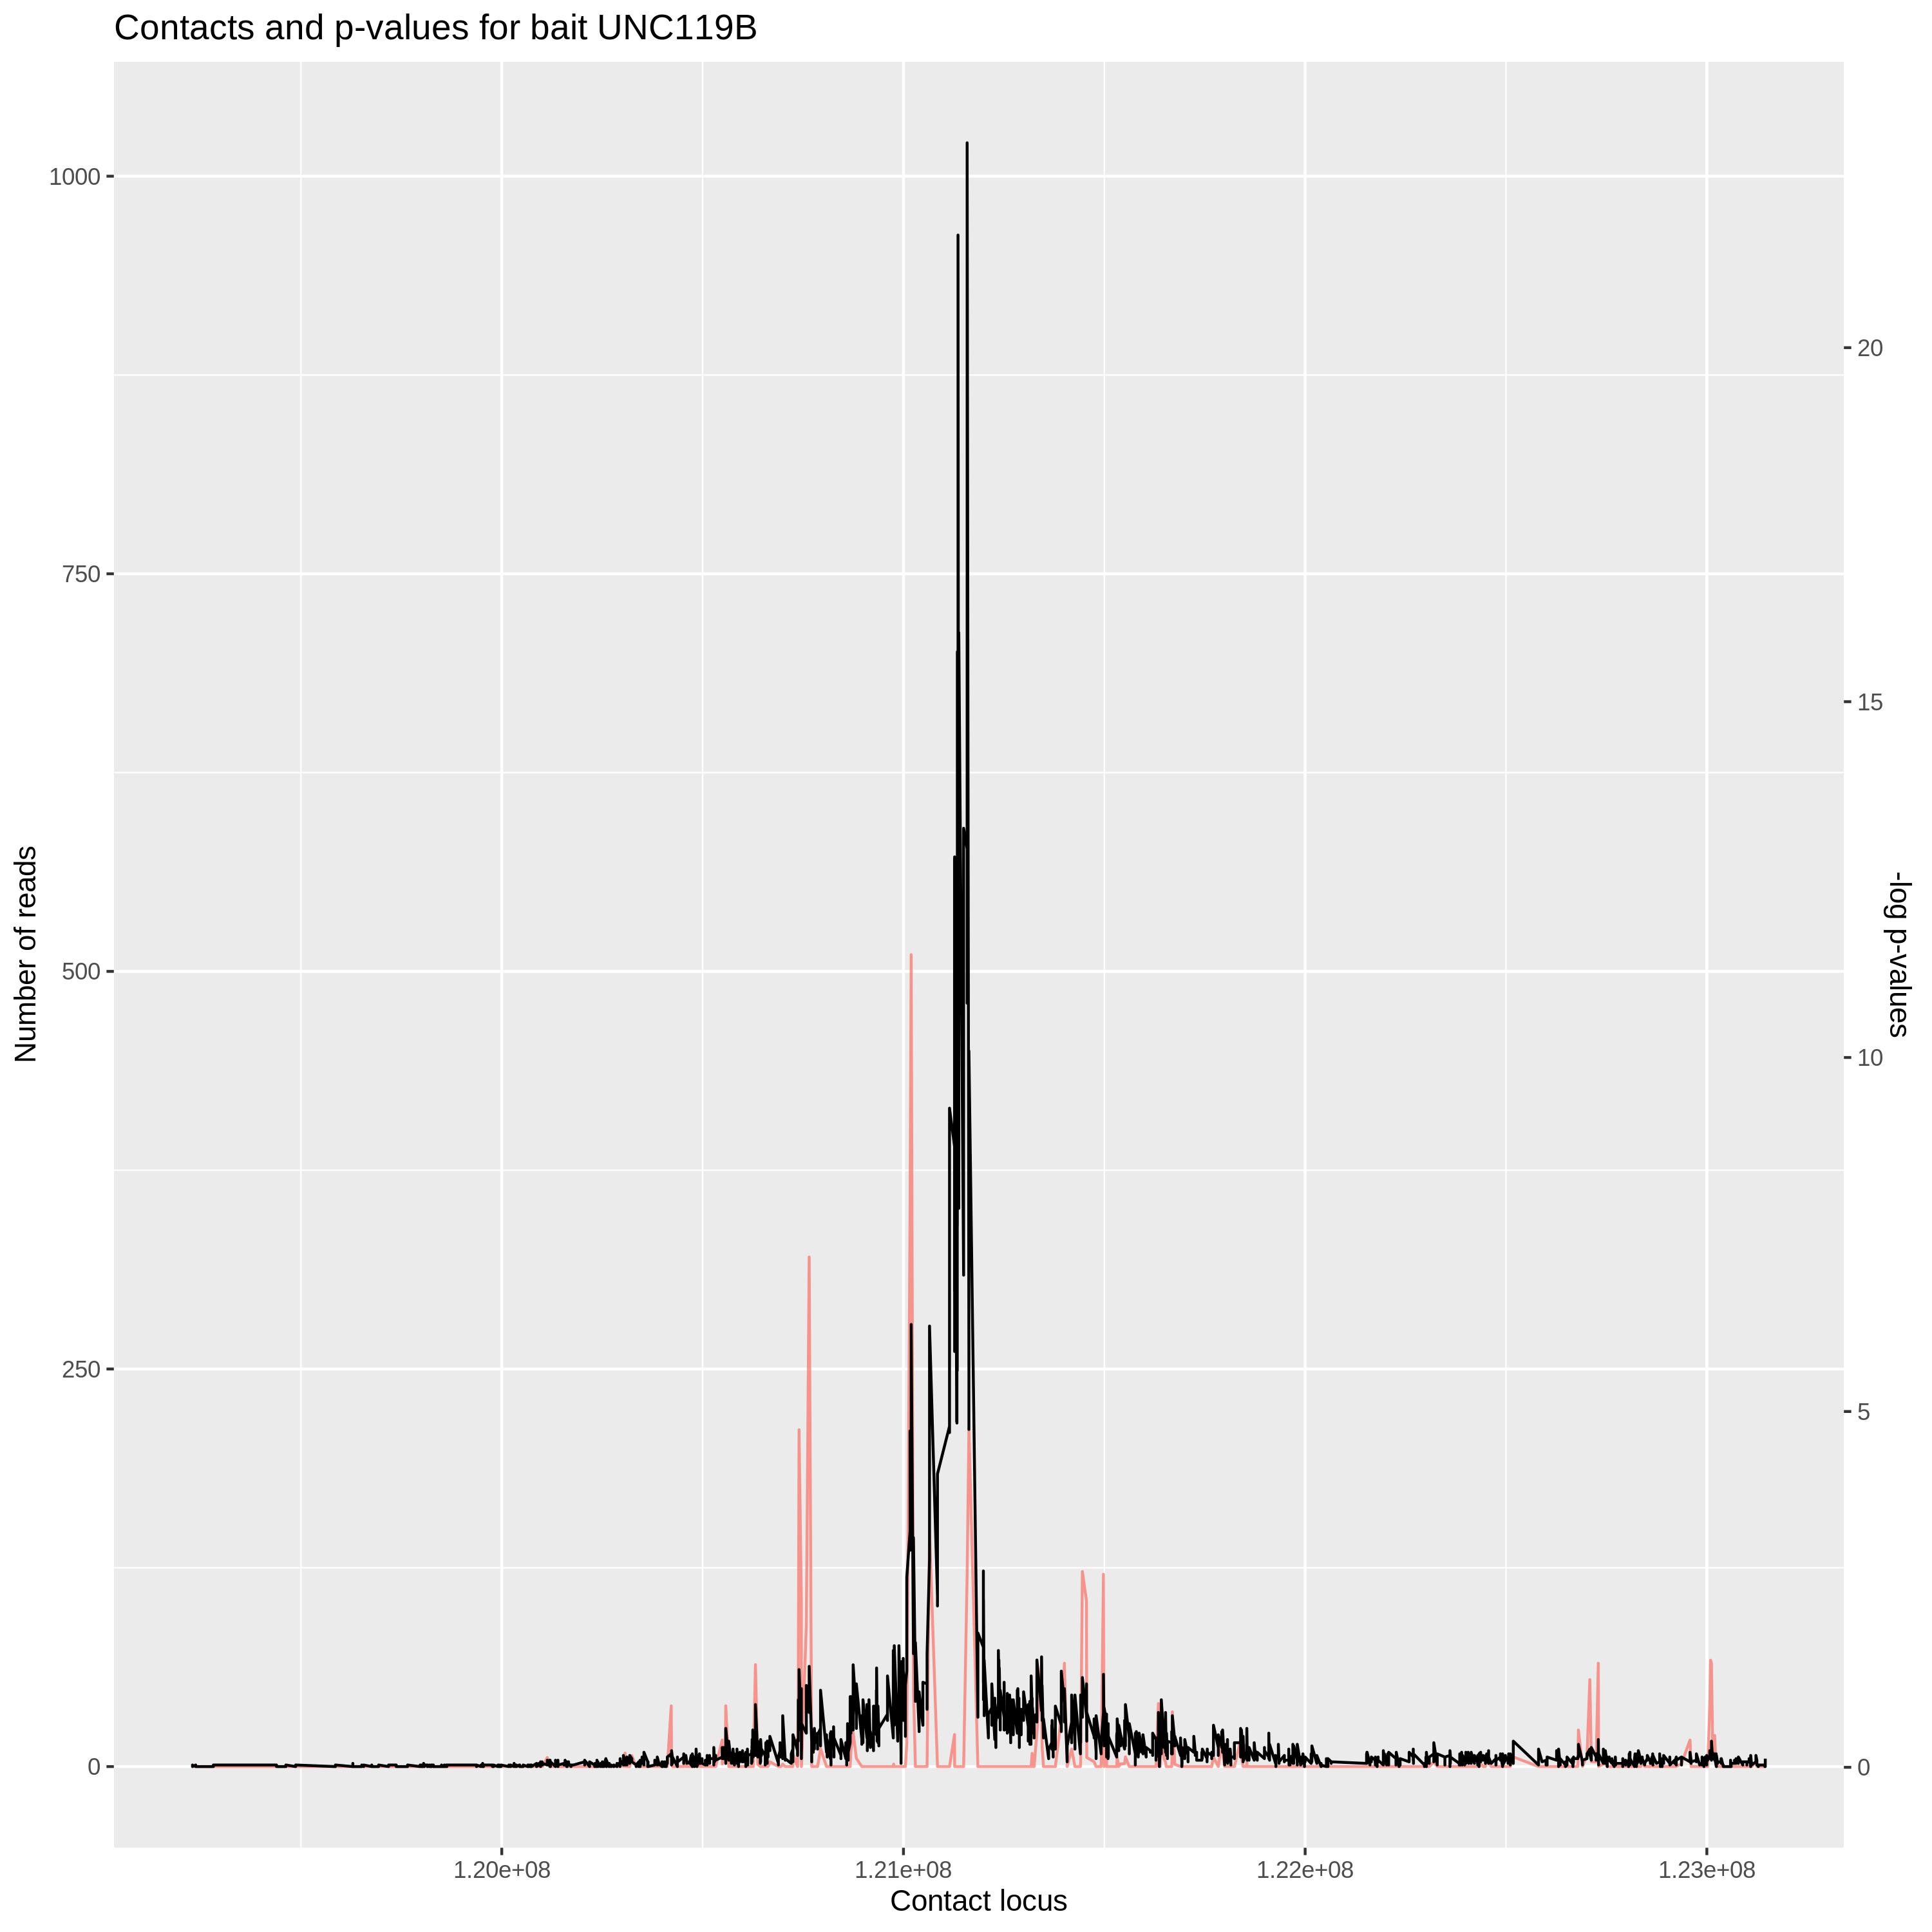 Contacts and p-values for bait UNC119B
1000
750
500
250
0
Number of reads
20
15
10
5
0
-log p-values
1.20e+08
1.21e+08
1.22e+08
1.23e+08
Contact locus